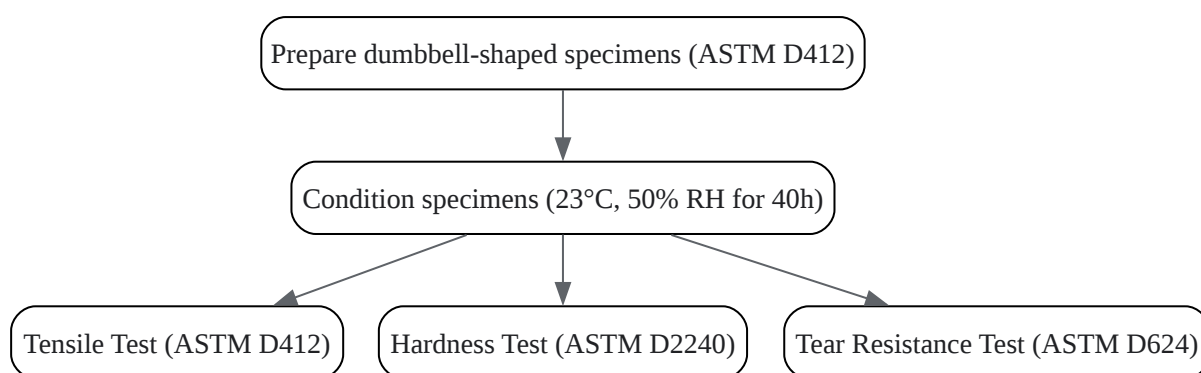 Prepare dumbbell-shaped specimens (ASTM D412)
Condition specimens (23°C, 50% RH for 40h)
Tensile Test (ASTM D412)
Hardness Test (ASTM D2240)
Tear Resistance Test (ASTM D624)